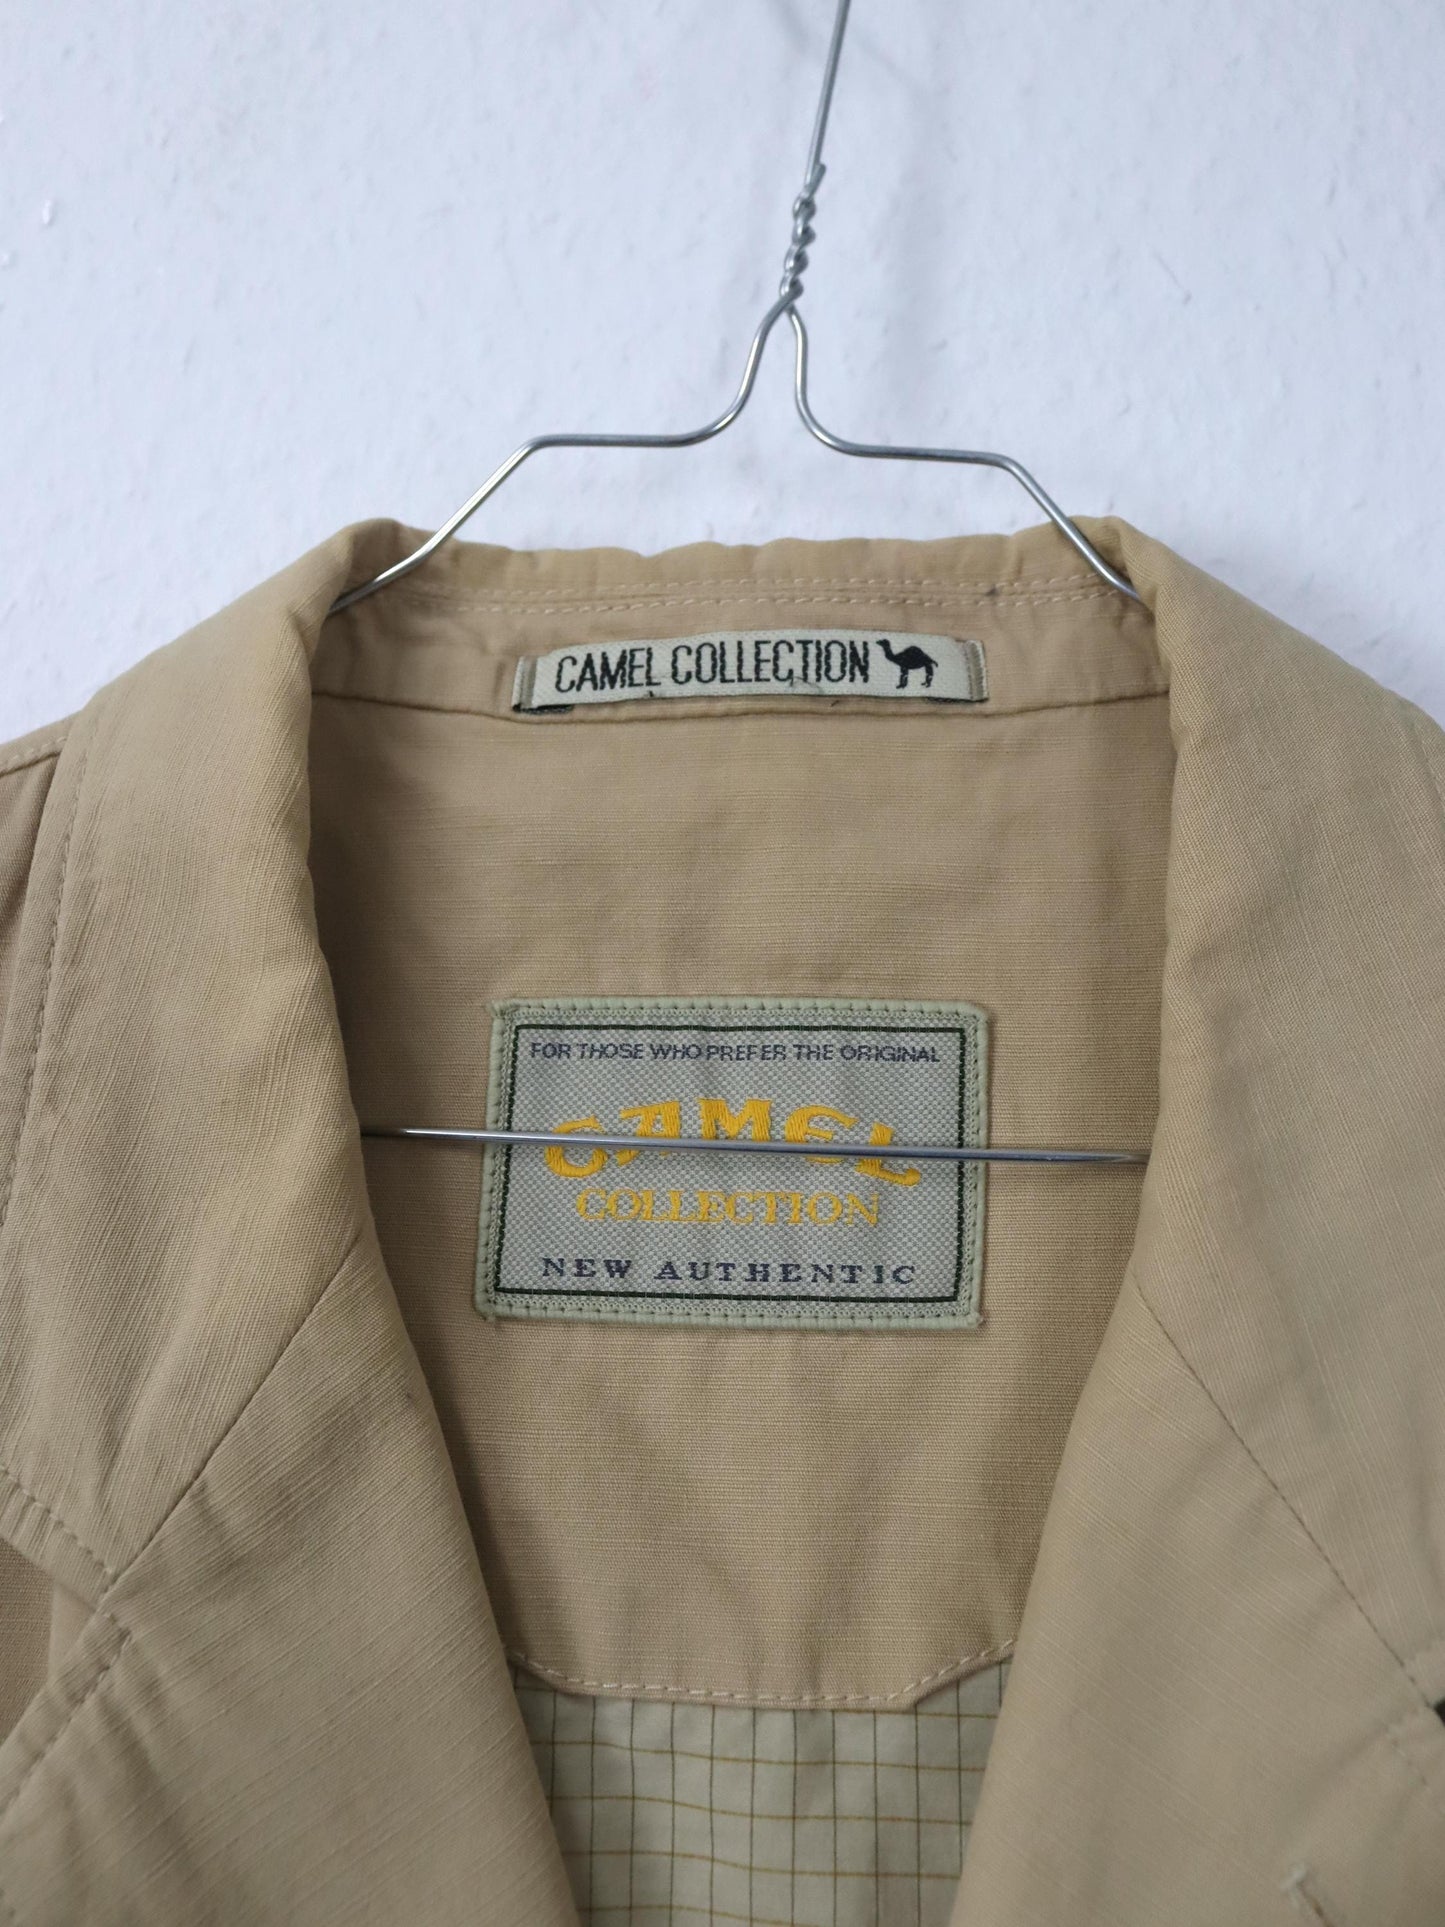 CAMEL COLLECTION
FOR THOSE WHO PREFER THE ORIGINAL
CAMEL
COLLECTION
NEW AUTHENTIC